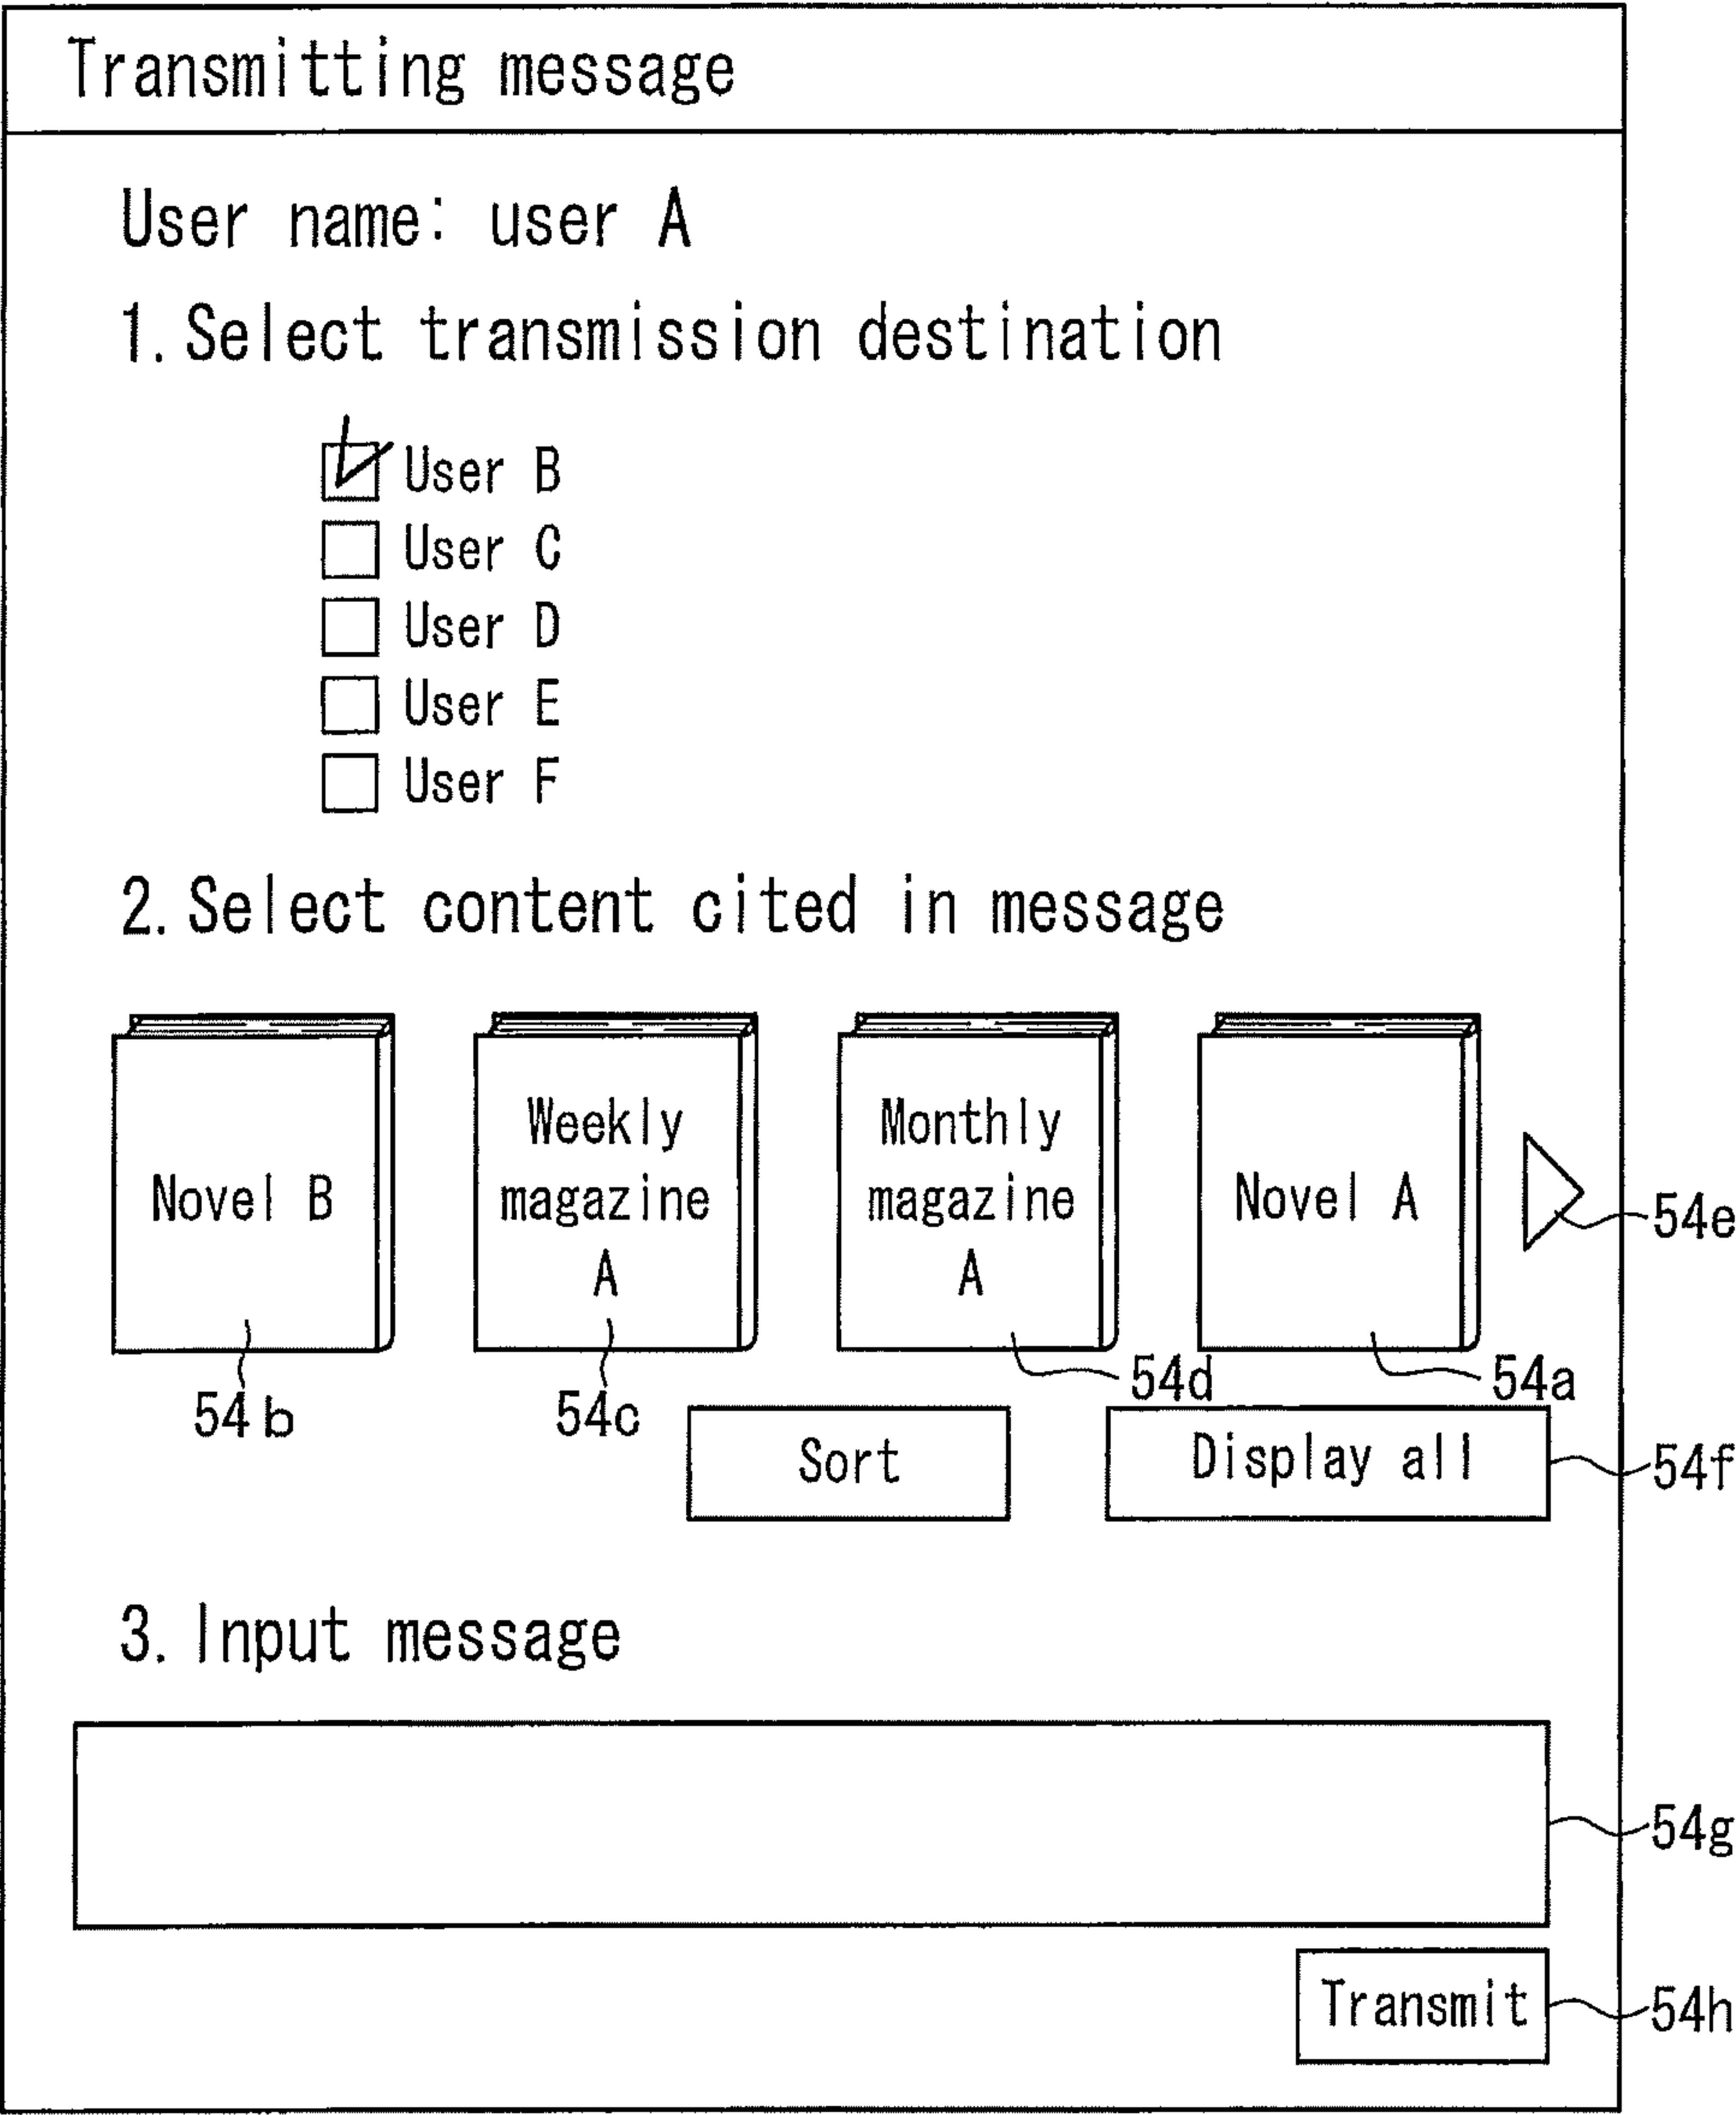 Transmitting message
User name: user A
1. Select transmission destination
User B
User C
User D
User E
User F
2. Select content cited in message
Novel B
Weekly
magazine
A
Monthly
magazine
A
Novel A
54e
54b
54c
54d
54a
Sort
Display all
54f
3. Input message
54g
Transmit
54h